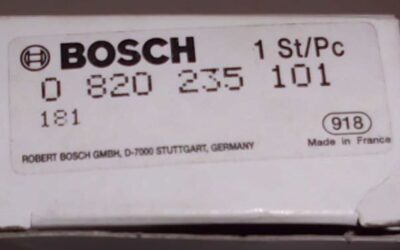 BOSCH 1 St/Pc
0 820 235 101
181
918
Made in France
ROBERT BOSCH GMBH, D-7000 STUTTGART, GERMANY